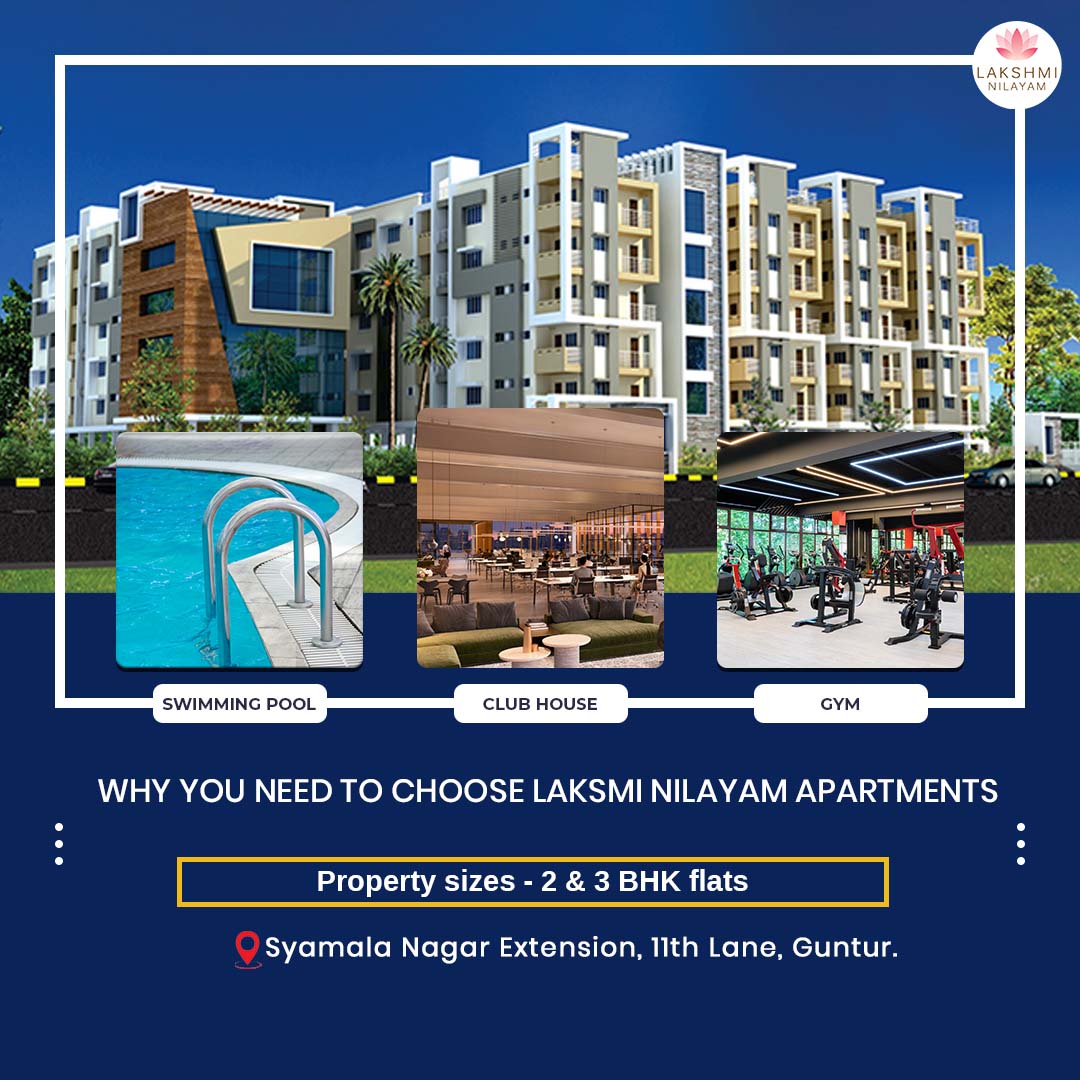 LAKSHMI
NILAYAM
SWIMMING POOL
CLUB HOUSE
GYM
WHY YOU NEED TO CHOOSE LAKSMI NILAYAM APARTMENTS
Property sizes - 2 & 3 BHK flats
Syamala Nagar Extension, 11th Lane, Guntur.